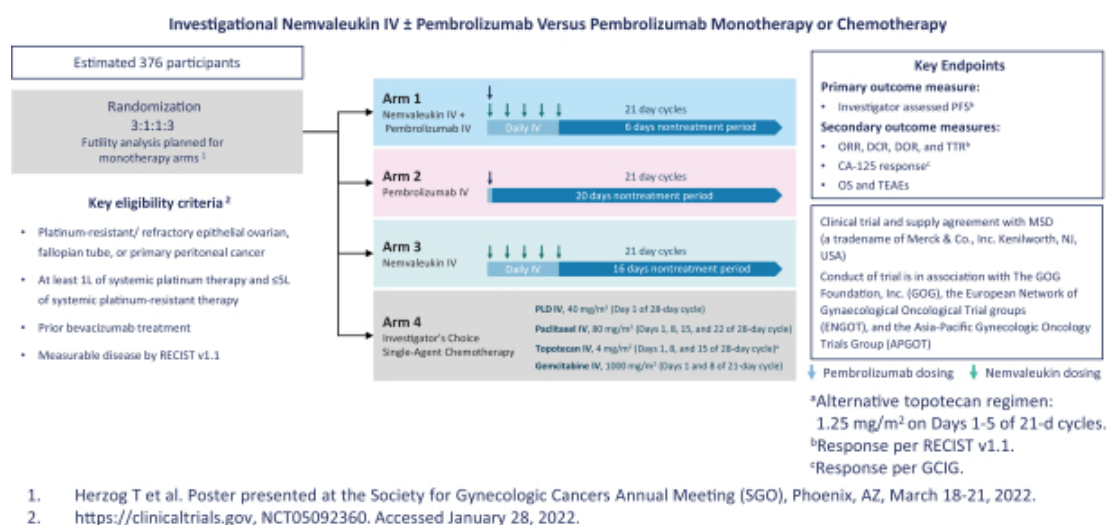 Investigational Nemvaleukin IV ± Pembrolizumab Versus Pembrolizumab Monotherapy or Chemotherapy
Estimated 376 participants
Randomization
3:1:1:3
Futility analysis planned for
monotherapy arms ¹
Key eligibility criteria ²
• Platinum-resistant/ refractory epithelial ovarian,
fallopian tube, or primary peritoneal cancer
• At least 1L of systemic platinum therapy and ≤5L
of systemic platinum-resistant therapy
• Prior bevacizumab treatment
• Measurable disease by RECIST v1.1
Arm 1
Nemvaleukin IV +
Pembrolizumab IV
21 day cycles
Daily IV
6 days nontreatment period
Arm 2
Pembrolizumab IV
21 day cycles
20 days nontreatment period
Arm 3
Nemvaleukin IV
21 day cycles
Daily IV
16 days nontreatment period
Arm 4
Investigator's Choice
Single-Agent Chemotherapy
PLD IV, 40 mg/m² (Day 1 of 28-day cycle)
Paclitaxel IV, 80 mg/m² (Days 1, 8, 15, and 22 of 28-day cycle)
Topotecan IV, 4 mg/m² (Days 1, 8, and 15 of 28-day cycle)ᵃ
Gemcitabine IV, 1000 mg/m² (Days 1 and 8 of 21-day cycle)
Key Endpoints
Primary outcome measure:
• Investigator assessed PFSᵇ
Secondary outcome measures:
• ORR, DCR, DOR, and TTRᵇ
• CA-125 responseᶜ
• OS and TEAEs
Clinical trial and supply agreement with MSD
(a tradename of Merck & Co., Inc. Kenilworth, NJ,
USA)
Conduct of trial is in association with The GOG
Foundation, Inc. (GOG), the European Network of
Gynaecological Oncological Trial groups
(ENGOT), and the Asia-Pacific Gynecologic Oncology
Trials Group (APGOT)
Pembrolizumab dosing Nemvaleukin dosing
ᵃAlternative topotecan regimen:
1.25 mg/m² on Days 1-5 of 21-d cycles.
ᵇResponse per RECIST v1.1.
ᶜResponse per GCIG.
1. Herzog T et al. Poster presented at the Society for Gynecologic Cancers Annual Meeting (SGO), Phoenix, AZ, March 18-21, 2022.
2. https://clinicaltrials.gov, NCT05092360. Accessed January 28, 2022.